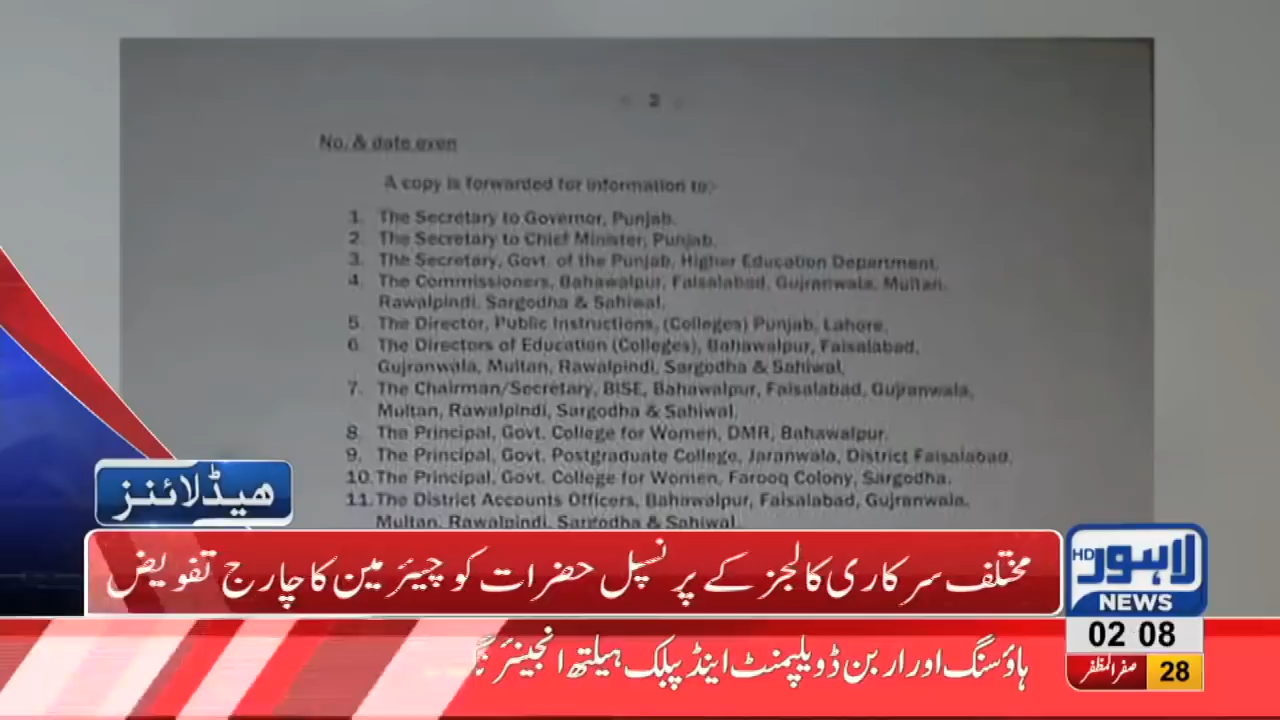 2
No. & date even
A copy is forwarded for information to:-
1. The Secretary to Governor, Punjab.
2. The Secretary to Chief Minister, Punjab.
3. The Secretary, Govt. of the Punjab, Higher Education Department.
4. The Commissioners, Bahawalpur, Faisalabad, Gujranwala, Multan,
Rawalpindi, Sargodha & Sahiwal.
5. The Director, Public Instructions, (Colleges) Punjab, Lahore.
6. The Directors of Education (Colleges), Bahawalpur, Faisalabad,
Gujranwala, Multan, Rawalpindi, Sargodha & Sahiwal.
7. The Chairman/Secretary, BISE, Bahawalpur, Faisalabad, Gujranwala,
Multan, Rawalpindi, Sargodha & Sahiwal.
8. The Principal, Govt. College for Women, DMR, Bahawalpur.
9. The Principal, Govt. Postgraduate College, Jaranwala, District Faisalabad.
10. The Principal, Govt. College for Women, Farooq Colony, Sargodha.
11. The District Accounts Officers, Bahawalpur, Faisalabad, Gujranwala,
Multan, Rawalpindi, Sargodha & Sahiwal
ھیڈلائنز
مختلف سرکاری کالجز کے پرنسپل حضرات کو چیئرمین کا چارج تفویض
HD لاہور
NEWS
02 08
28 صفر المظفر
ہاؤسنگ اور اربن ڈویلپمنٹ اینڈ پبلک ہیلتھ انجینئر